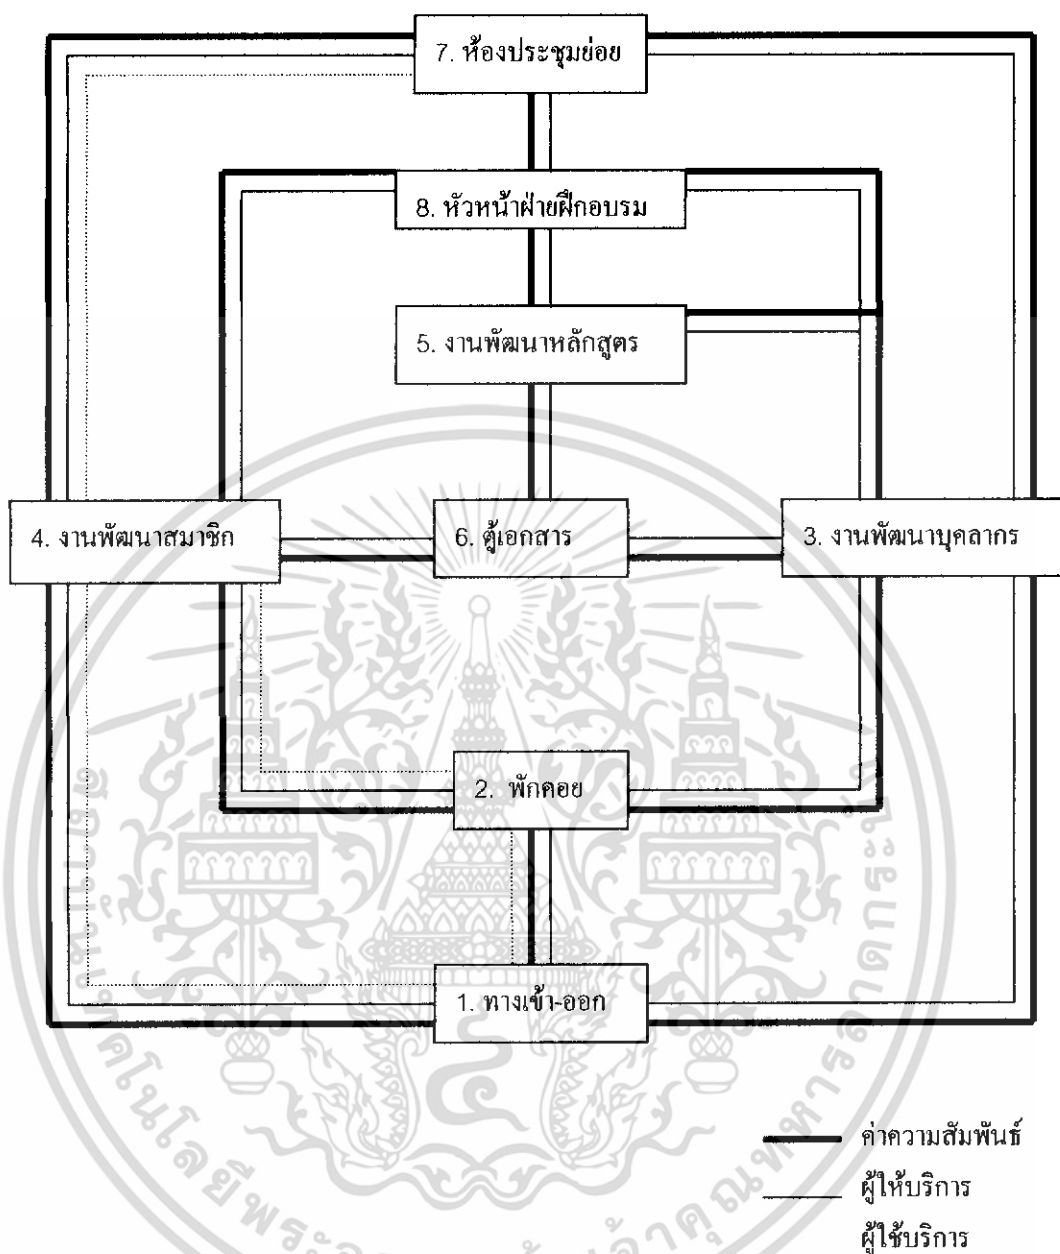 7. ห้องประชุมย่อย
8. หัวหน้าฝ่ายฝึกอบรม
5. งานพัฒนาหลักสูตร
4. งานพัฒนาสมาชิก
6. ตู้เอกสาร
3. งานพัฒนาบุคลากร
2. พักคอย
1. ทางเข้า-ออก
ค่าความสัมพันธ์
ผู้ให้บริการ
ผู้ใช้บริการ